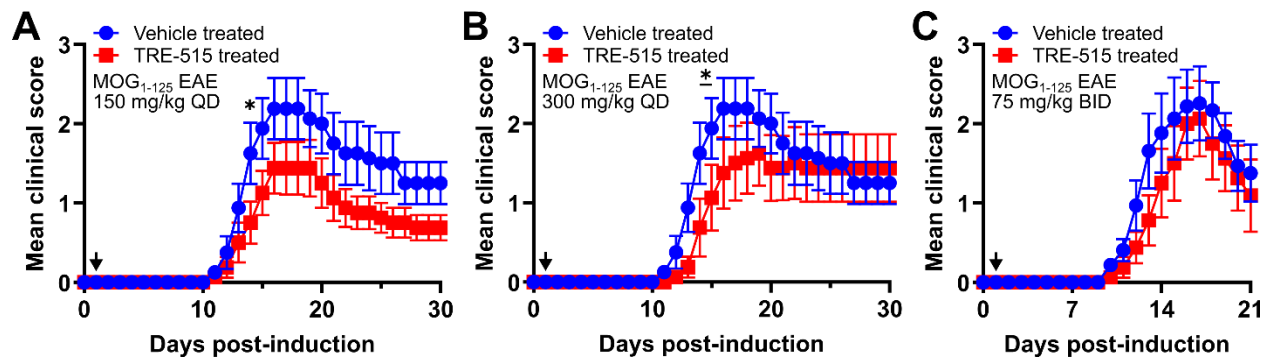 A
Vehicle treated
TRE-515 treated
MOG1-125 EAE
150 mg/kg QD
*
Mean clinical score
3
2
1
0
0 10 20 30
Days post-induction
B
Vehicle treated
TRE-515 treated
MOG1-125 EAE
300 mg/kg QD
*
Mean clinical score
3
2
1
0
0 10 20 30
Days post-induction
C
Vehicle treated
TRE-515 treated
MOG1-125 EAE
75 mg/kg BID
Mean clinical score
3
2
1
0
0 7 14 21
Days post-induction